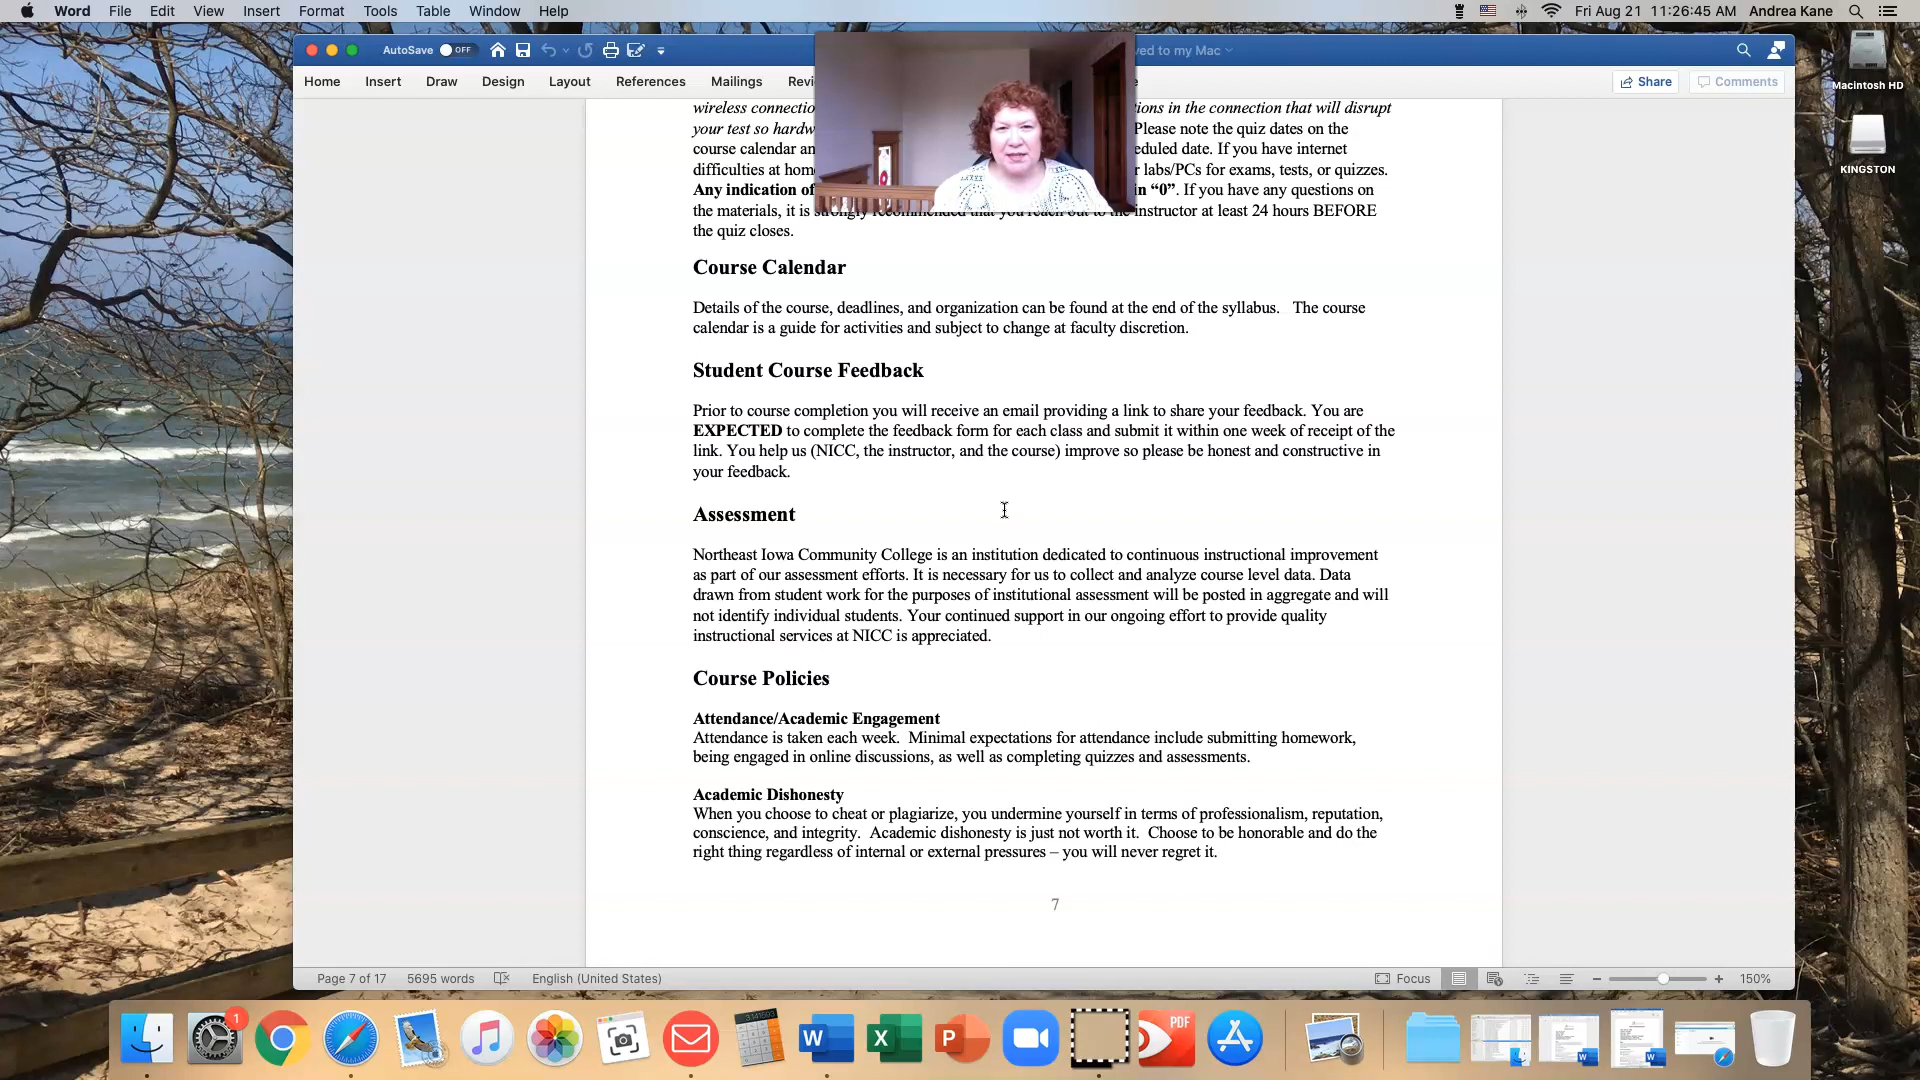 Word File Edit View Insert Format Tools Table Window Help Fri Aug 21 11:26:45 AM Andrea Kane
AutoSave OFF ved to my Mac
Home Insert Draw Design Layout References Mailings Revi e Share Comments
Macintosh HD
KINGSTON
wireless connectio tions in the connection that will disrupt
your test so hardw Please note the quiz dates on the
course calendar an eduled date. If you have internet
difficulties at hom r labs/PCs for exams, tests, or quizzes.
Any indication of in “0”. If you have any questions on
the materials, it is strongly recommended that you reach out to the instructor at least 24 hours BEFORE
the quiz closes.
Course Calendar
Details of the course, deadlines, and organization can be found at the end of the syllabus. The course
calendar is a guide for activities and subject to change at faculty discretion.
Student Course Feedback
Prior to course completion you will receive an email providing a link to share your feedback. You are
EXPECTED to complete the feedback form for each class and submit it within one week of receipt of the
link. You help us (NICC, the instructor, and the course) improve so please be honest and constructive in
your feedback.
Assessment
Northeast Iowa Community College is an institution dedicated to continuous instructional improvement
as part of our assessment efforts. It is necessary for us to collect and analyze course level data. Data
drawn from student work for the purposes of institutional assessment will be posted in aggregate and will
not identify individual students. Your continued support in our ongoing effort to provide quality
instructional services at NICC is appreciated.
Course Policies
Attendance/Academic Engagement
Attendance is taken each week. Minimal expectations for attendance include submitting homework,
being engaged in online discussions, as well as completing quizzes and assessments.
Academic Dishonesty
When you choose to cheat or plagiarize, you undermine yourself in terms of professionalism, reputation,
conscience, and integrity. Academic dishonesty is just not worth it. Choose to be honorable and do the
right thing regardless of internal or external pressures – you will never regret it.
7
Page 7 of 17 5695 words English (United States) Focus 150%
1
W X P PDF